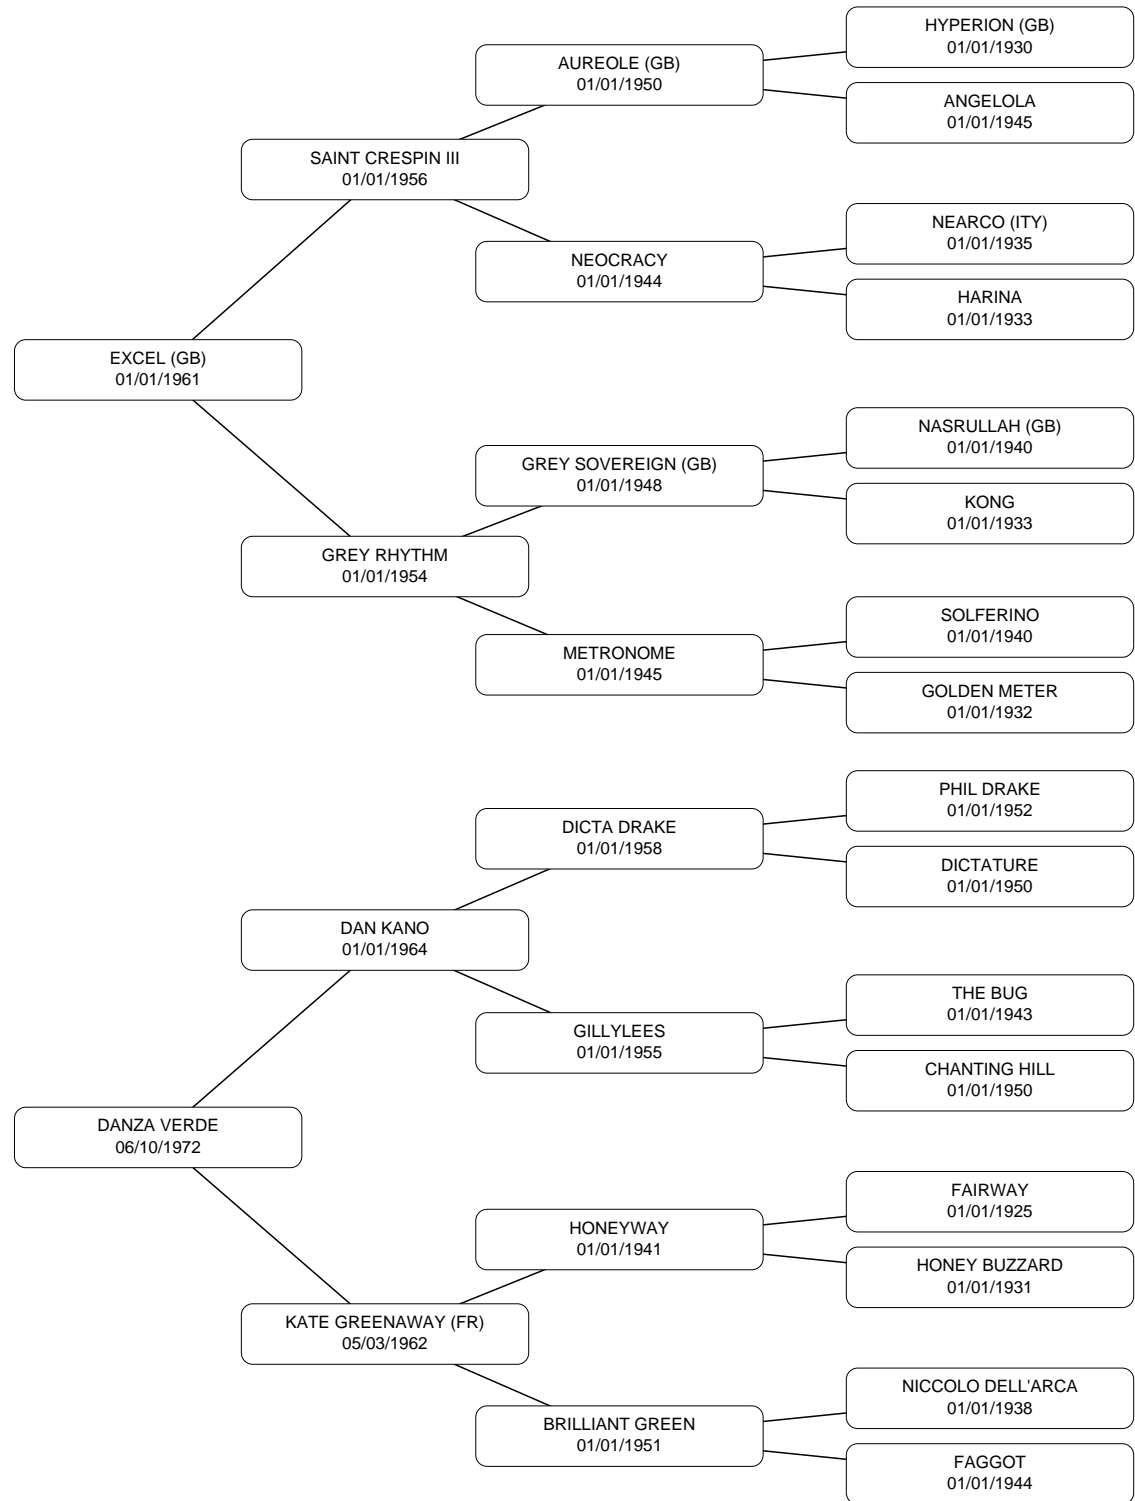 HYPERION (GB)
01/01/1930
AUREOLE (GB)
01/01/1950
ANGELOLA
01/01/1945
SAINT CRESPIN III
01/01/1956
NEARCO (ITY)
01/01/1935
NEOCRACY
01/01/1944
HARINA
01/01/1933
EXCEL (GB)
01/01/1961
NASRULLAH (GB)
01/01/1940
GREY SOVEREIGN (GB)
01/01/1948
KONG
01/01/1933
GREY RHYTHM
01/01/1954
SOLFERINO
01/01/1940
METRONOME
01/01/1945
GOLDEN METER
01/01/1932
PHIL DRAKE
01/01/1952
DICTA DRAKE
01/01/1958
DICTATURE
01/01/1950
DAN KANO
01/01/1964
THE BUG
01/01/1943
GILLYLEES
01/01/1955
CHANTING HILL
01/01/1950
DANZA VERDE
06/10/1972
FAIRWAY
01/01/1925
HONEYWAY
01/01/1941
HONEY BUZZARD
01/01/1931
KATE GREENAWAY (FR)
05/03/1962
NICCOLO DELL'ARCA
01/01/1938
BRILLIANT GREEN
01/01/1951
FAGGOT
01/01/1944